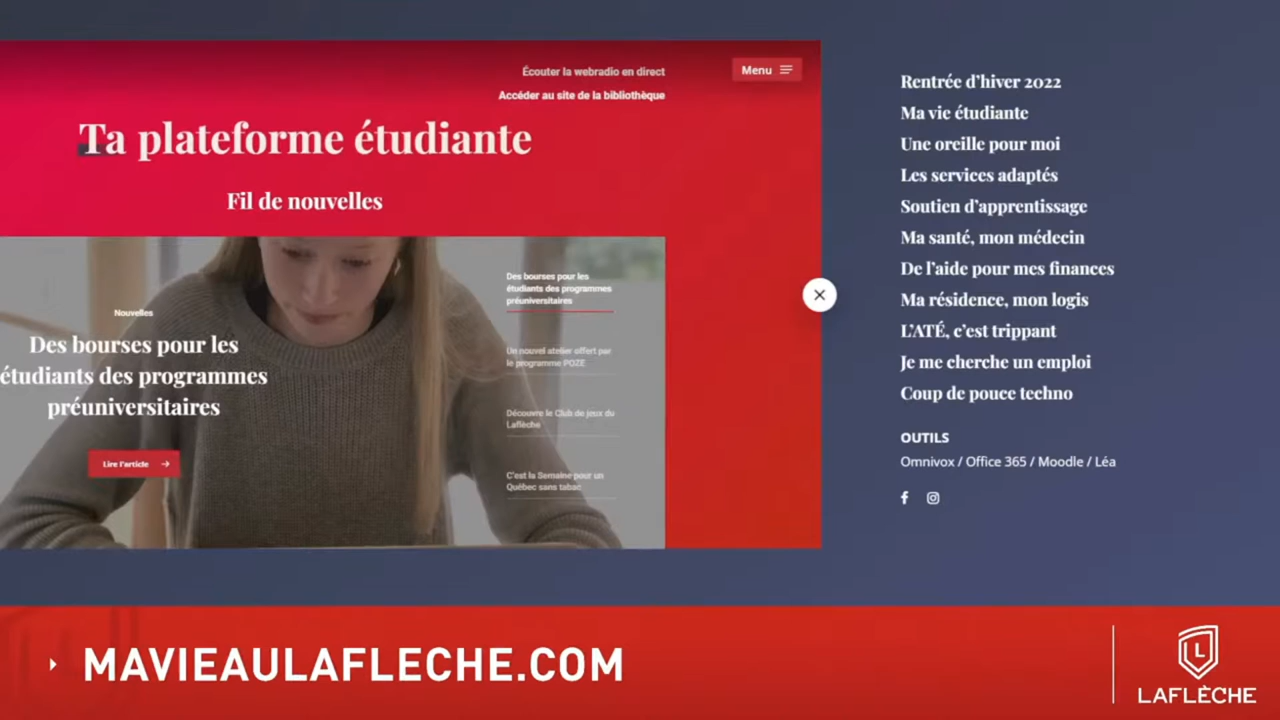 Écouter la webradio en direct
Menu
Accéder au site de la bibliothèque
Ta plateforme étudiante
Fil de nouvelles
Nouvelles
Des bourses pour les
étudiants des programmes
préuniversitaires
Lire l'article
Des bourses pour les
étudiants des programmes
préuniversitaires
Un nouvel atelier offert par
le programme POZE
Découvre le Club de jeux du
Laflèche
C'est la Semaine pour un
Québec sans tabac
Rentrée d'hiver 2022
Ma vie étudiante
Une oreille pour moi
Les services adaptés
Soutien d'apprentissage
Ma santé, mon médecin
De l'aide pour mes finances
Ma résidence, mon logis
L'ATÉ, c'est trippant
Je me cherche un emploi
Coup de pouce techno
OUTILS
Omnivox / Office 365 / Moodle / Léa
MAVIEAULAFLECHE.COM
L
LAFLÈCHE